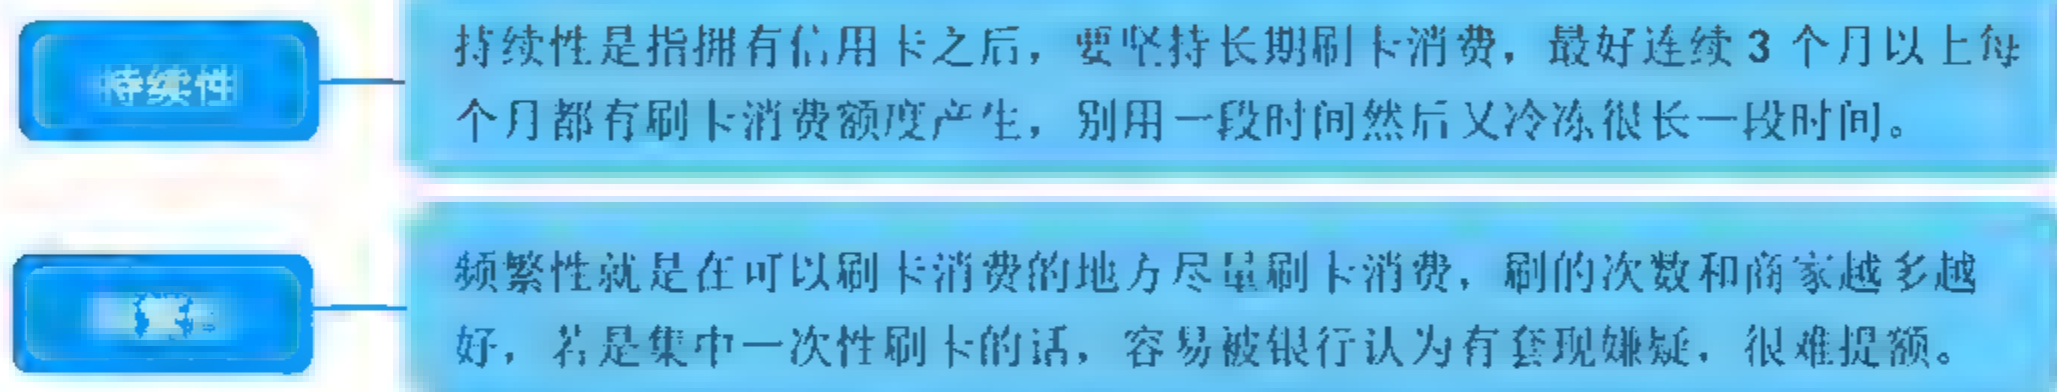 持续性
持续性是指拥有信用卡之后，要坚持长期刷卡消费，最好连续 3 个月以上每
个月都有刷卡消费额度产生，别用一段时间然后又冷冻很长一段时间。
频繁性就是在可以刷卡消费的地方尽量刷卡消费，刷的次数和商家越多越
好，若是集中一次性刷卡的话，容易被银行认为有套现嫌疑，很难提额。